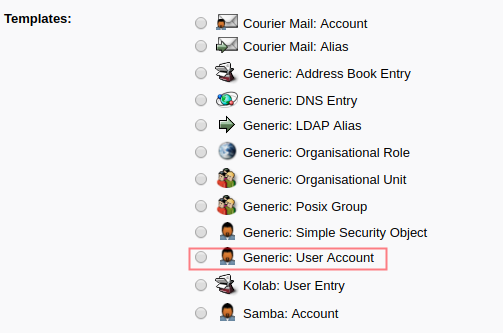 Templates:
Courier Mail: Account
Courier Mail: Alias
Generic: Address Book Entry
Generic: DNS Entry
Generic: LDAP Alias
Generic: Organisational Role
Generic: Organisational Unit
Generic: Posix Group
Generic: Simple Security Object
Generic: User Account
Kolab: User Entry
Samba: Account